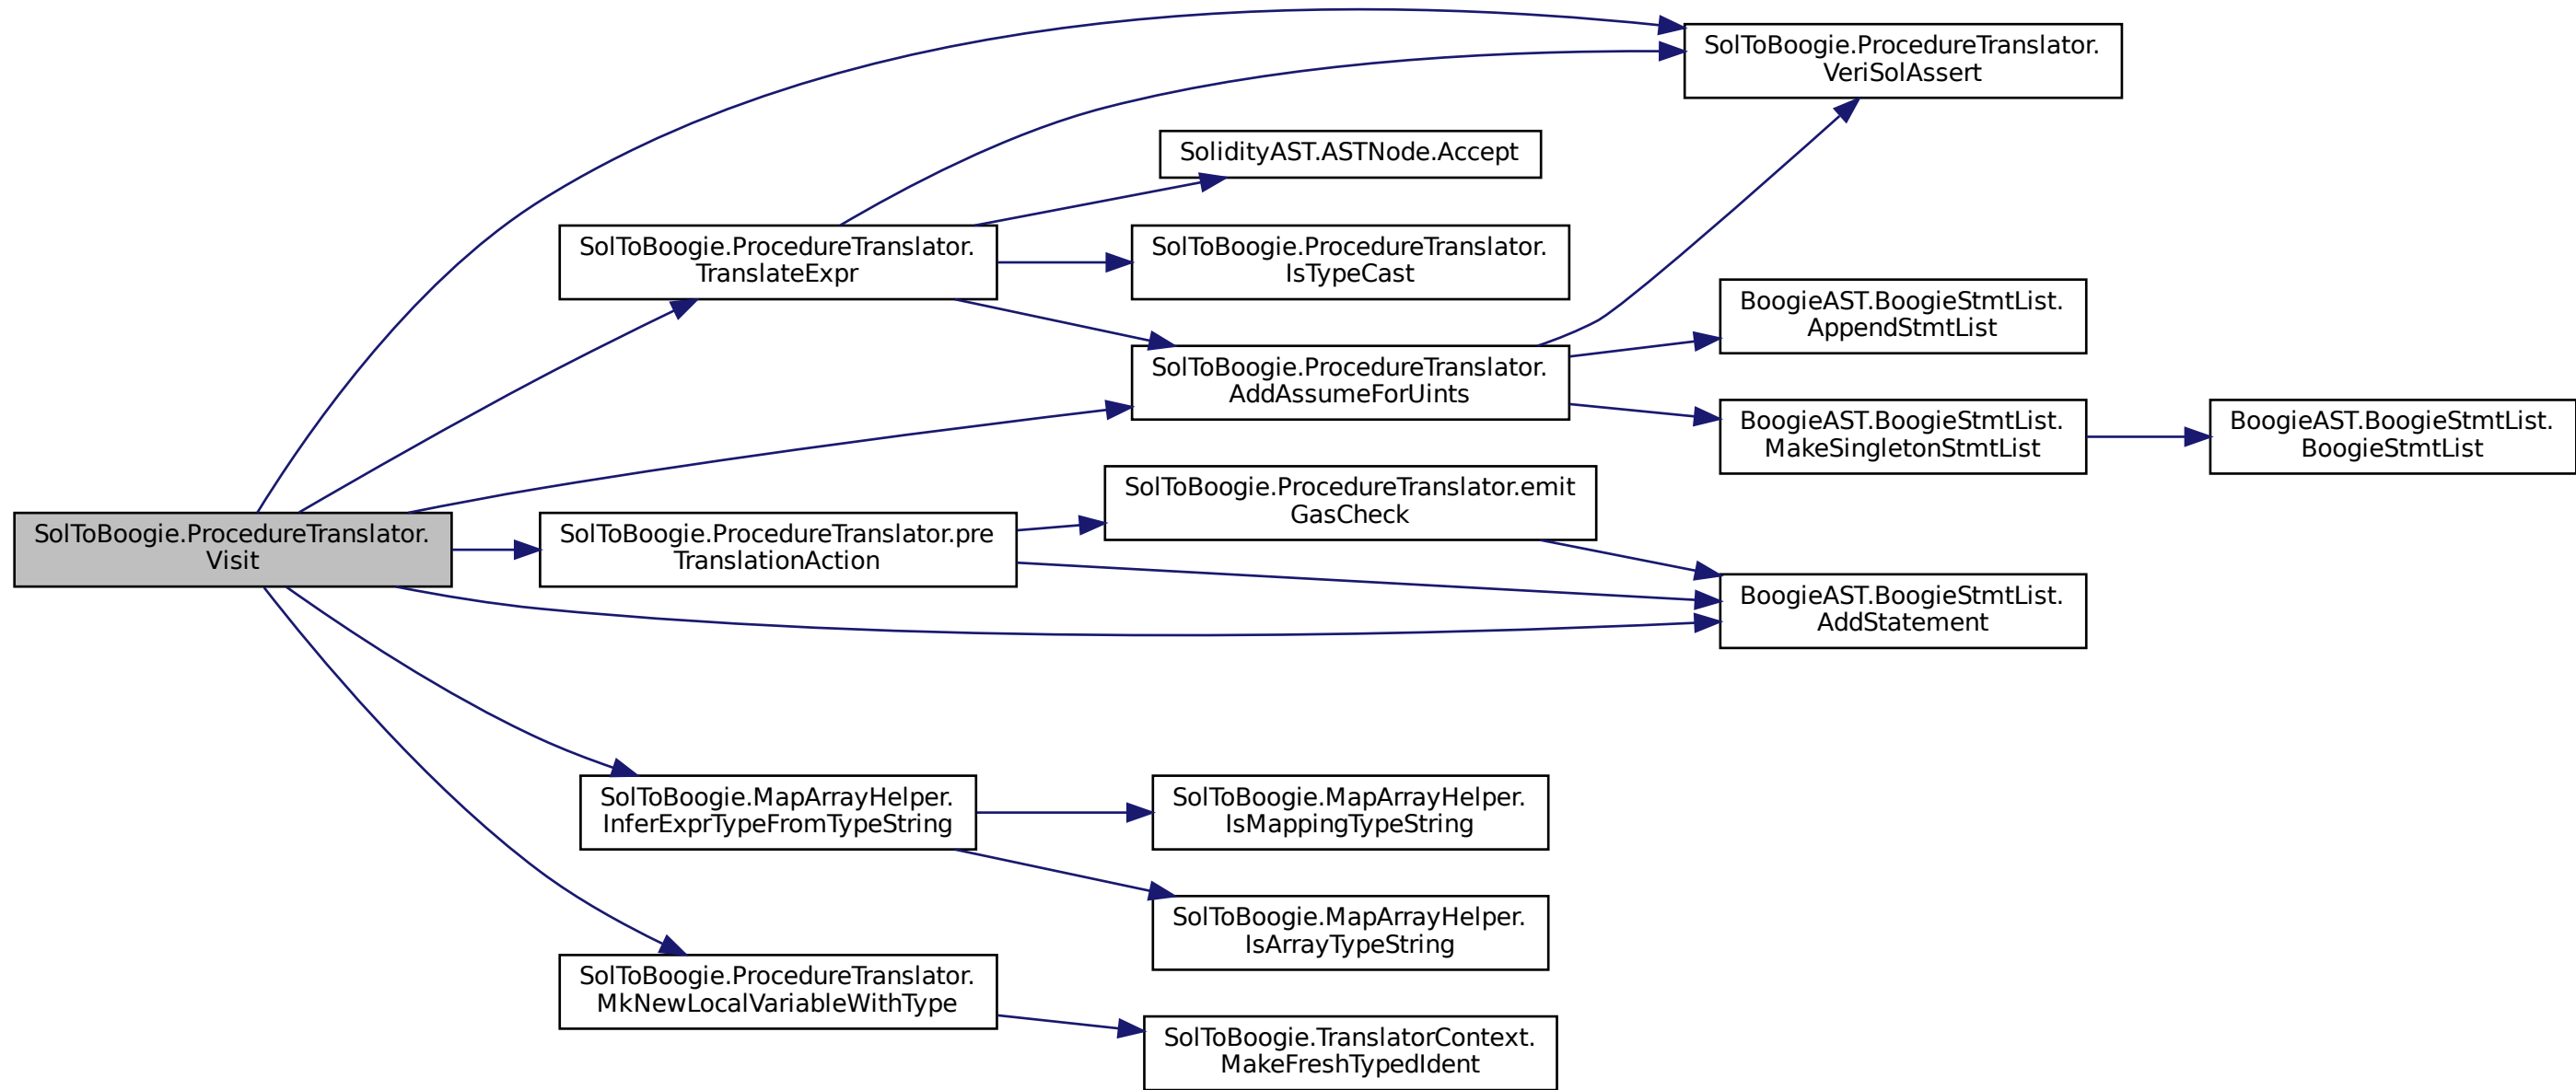 SolToBoogie.ProcedureTranslator.
VeriSolAssert
SolidityAST.ASTNode.Accept
SolToBoogie.ProcedureTranslator.
TranslateExpr
SolToBoogie.ProcedureTranslator.
IsTypeCast
BoogieAST.BoogieStmtList.
AppendStmtList
SolToBoogie.ProcedureTranslator.
AddAssumeForUints
BoogieAST.BoogieStmtList.
MakeSingletonStmtList
BoogieAST.BoogieStmtList.
BoogieStmtList
SolToBoogie.ProcedureTranslator.emit
GasCheck
SolToBoogie.ProcedureTranslator.
Visit
SolToBoogie.ProcedureTranslator.pre
TranslationAction
BoogieAST.BoogieStmtList.
AddStatement
SolToBoogie.MapArrayHelper.
InferExprTypeFromTypeString
SolToBoogie.MapArrayHelper.
IsMappingTypeString
SolToBoogie.MapArrayHelper.
IsArrayTypeString
SolToBoogie.ProcedureTranslator.
MkNewLocalVariableWithType
SolToBoogie.TranslatorContext.
MakeFreshTypedIdent